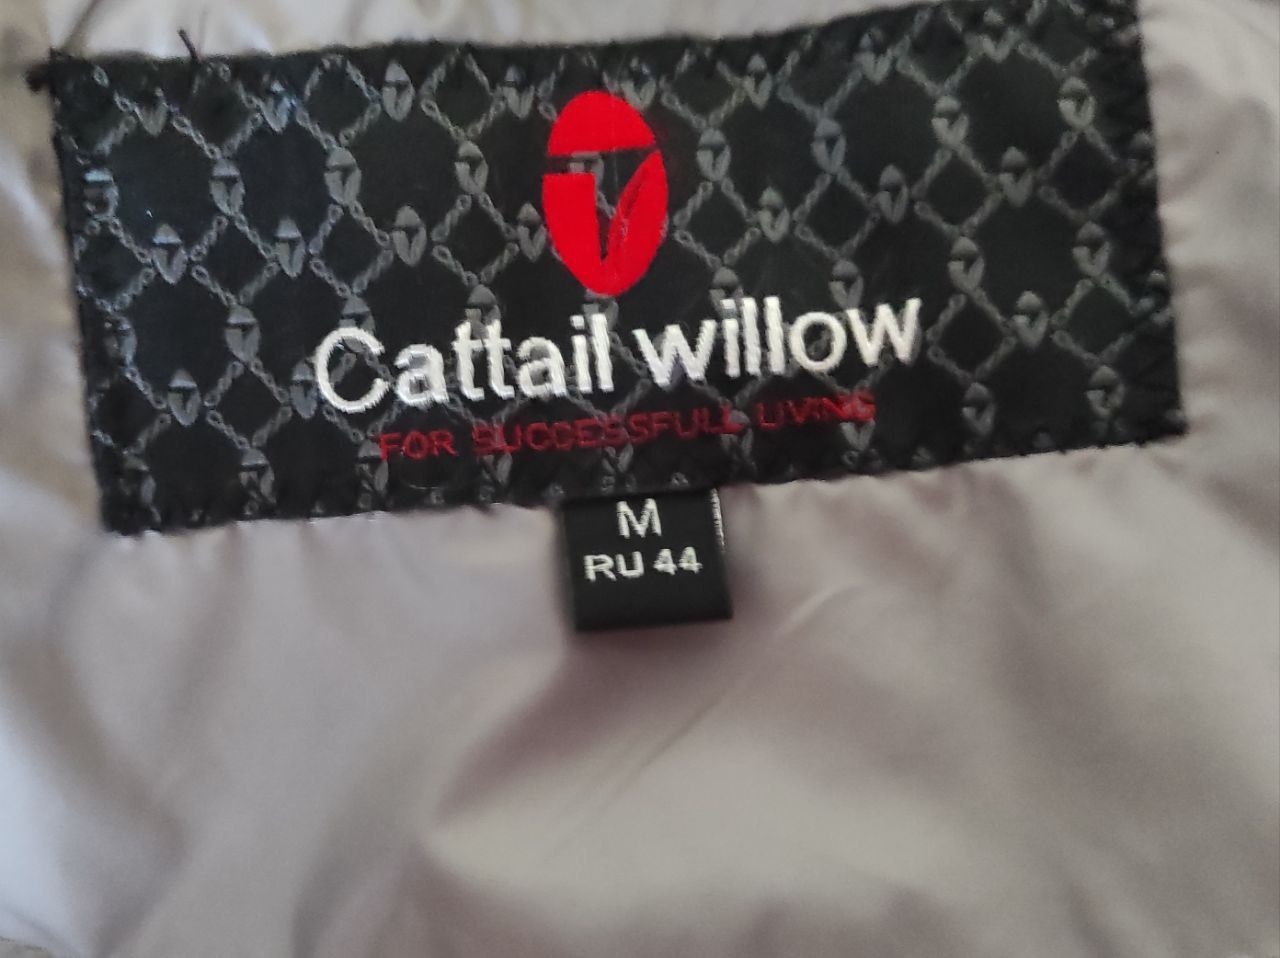 Cattail willow
FOR SUCCESSFULL LIVING
M
RU 44